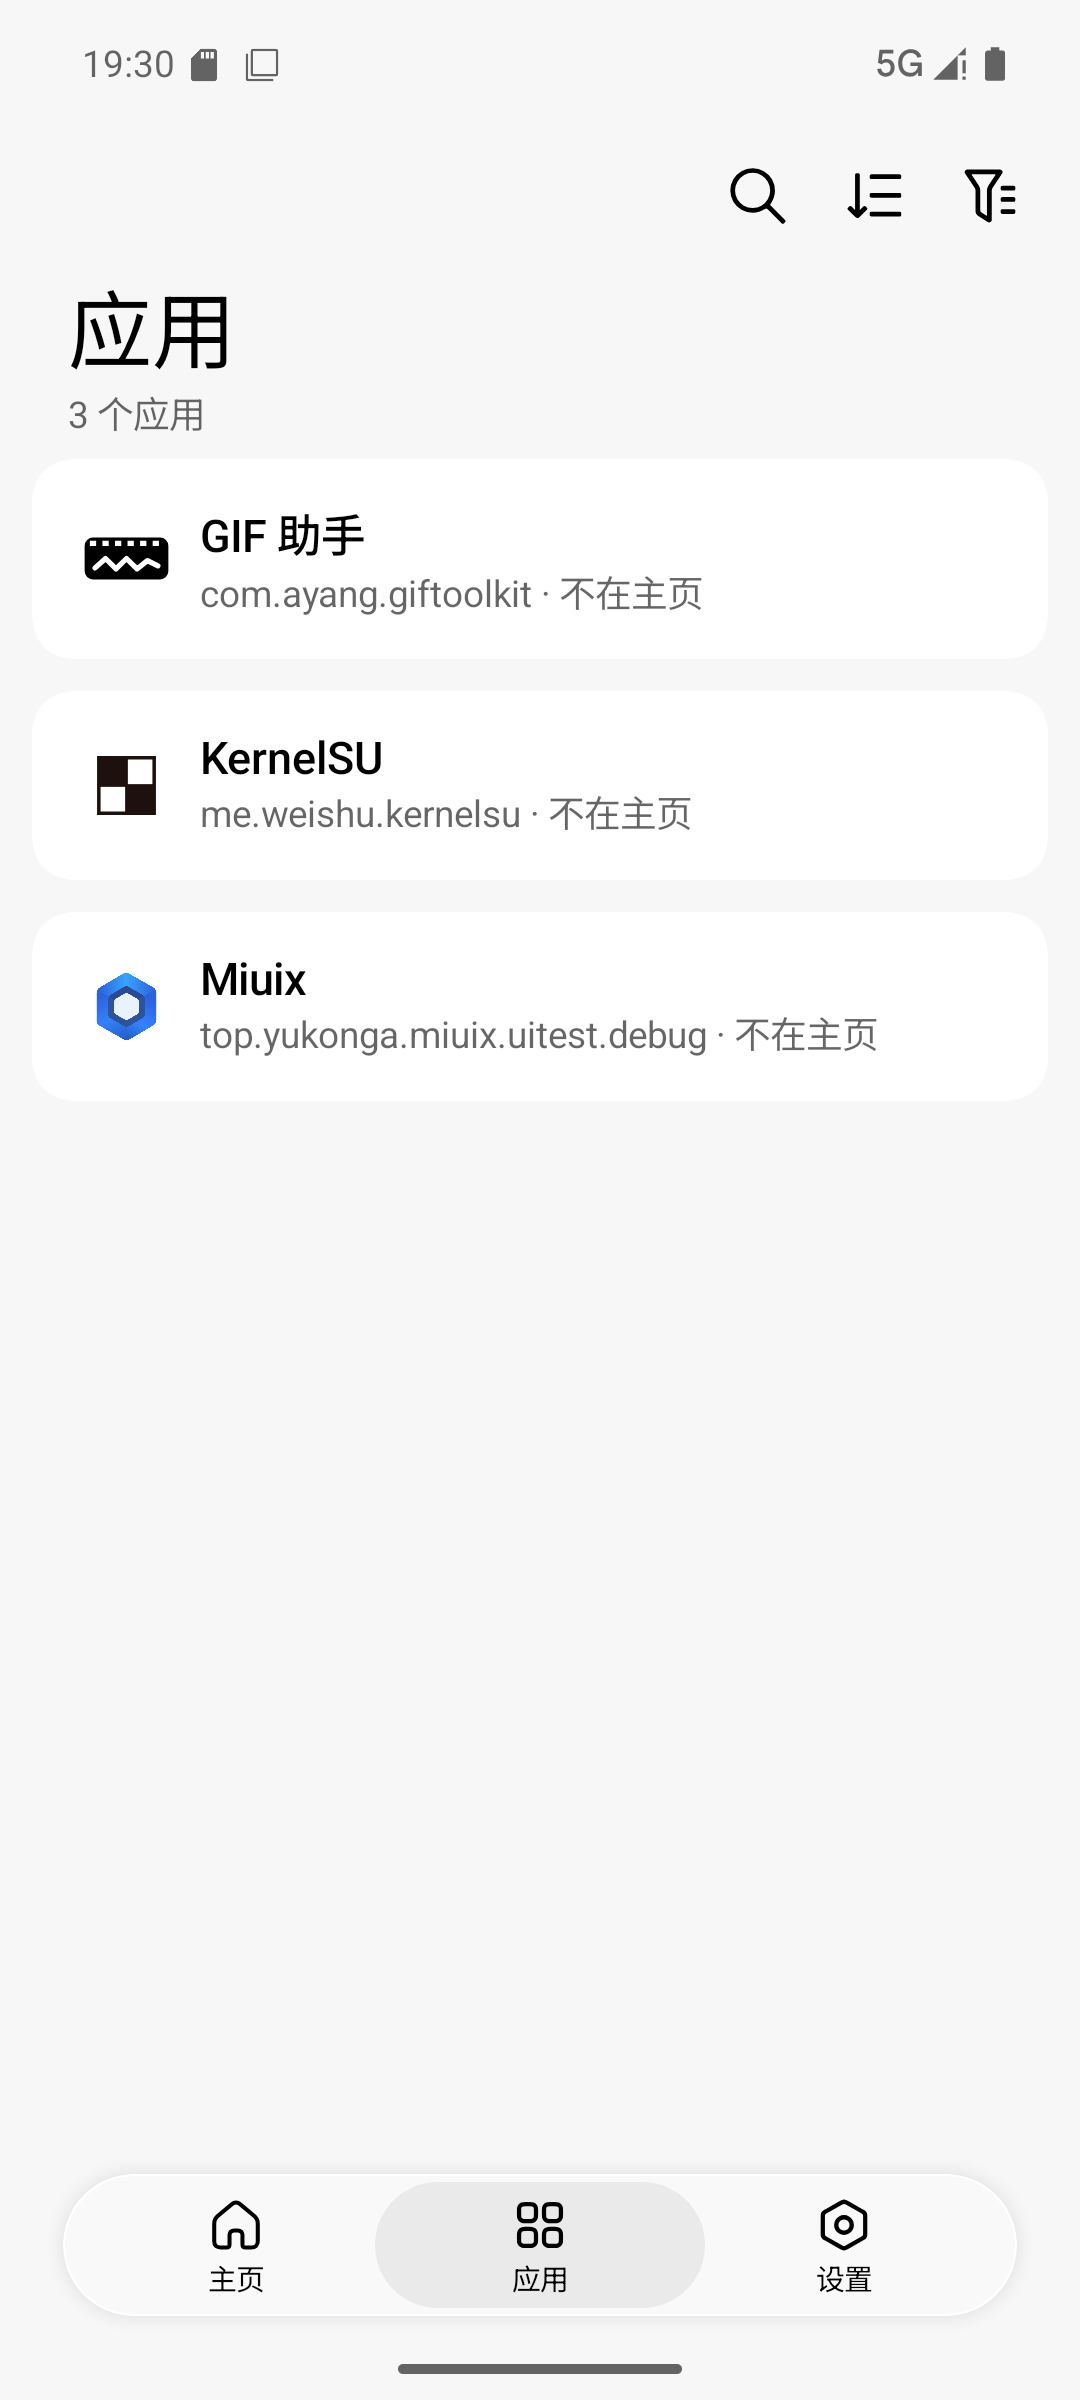 19:30
5G
应用
3 个应用
GIF 助手
com.ayang.giftoolkit · 不在主页
KernelSU
me.weishu.kernelsu · 不在主页
Miuix
top.yukonga.miuix.uitest.debug · 不在主页
主页
应用
设置